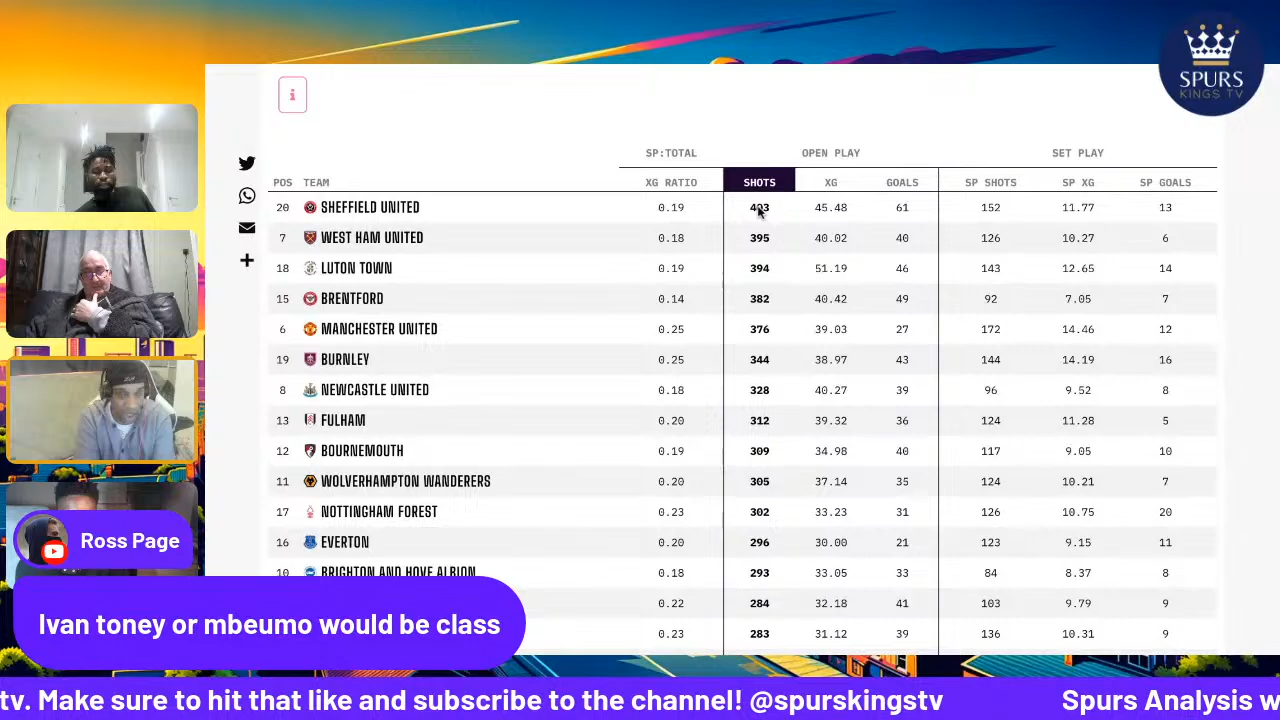 SPURS
KINGS TV
i
SP:TOTAL OPEN PLAY SET PLAY
POS TEAM XG RATIO SHOTS XG GOALS SP SHOTS SP XG SP GOALS
20 SHEFFIELD UNITED 0.19 403 45.48 61 152 11.77 13
7 WEST HAM UNITED 0.18 395 40.02 40 126 10.27 6
18 LUTON TOWN 0.19 394 51.19 46 143 12.65 14
15 BRENTFORD 0.14 382 40.42 49 92 7.05 7
6 MANCHESTER UNITED 0.25 376 39.03 27 172 14.46 12
19 BURNLEY 0.25 344 38.97 43 144 14.19 16
8 NEWCASTLE UNITED 0.18 328 40.27 39 96 9.52 8
13 FULHAM 0.20 312 39.32 36 124 11.28 5
12 BOURNEMOUTH 0.19 309 34.98 40 117 9.05 10
11 WOLVERHAMPTON WANDERERS 0.20 305 37.14 35 124 10.21 7
17 NOTTINGHAM FOREST 0.23 302 33.23 31 126 10.75 20
16 EVERTON 0.20 296 30.00 21 123 9.15 11
10 BRIGHTON AND HOVE ALBION 0.18 293 33.05 33 84 8.37 8
0.22 284 32.18 41 103 9.79 9
0.23 283 31.12 39 136 10.31 9
Ross Page
Ivan toney or mbeumo would be class
tv. Make sure to hit that like and subscribe to the channel! @spurskingstv Spurs Analysis w